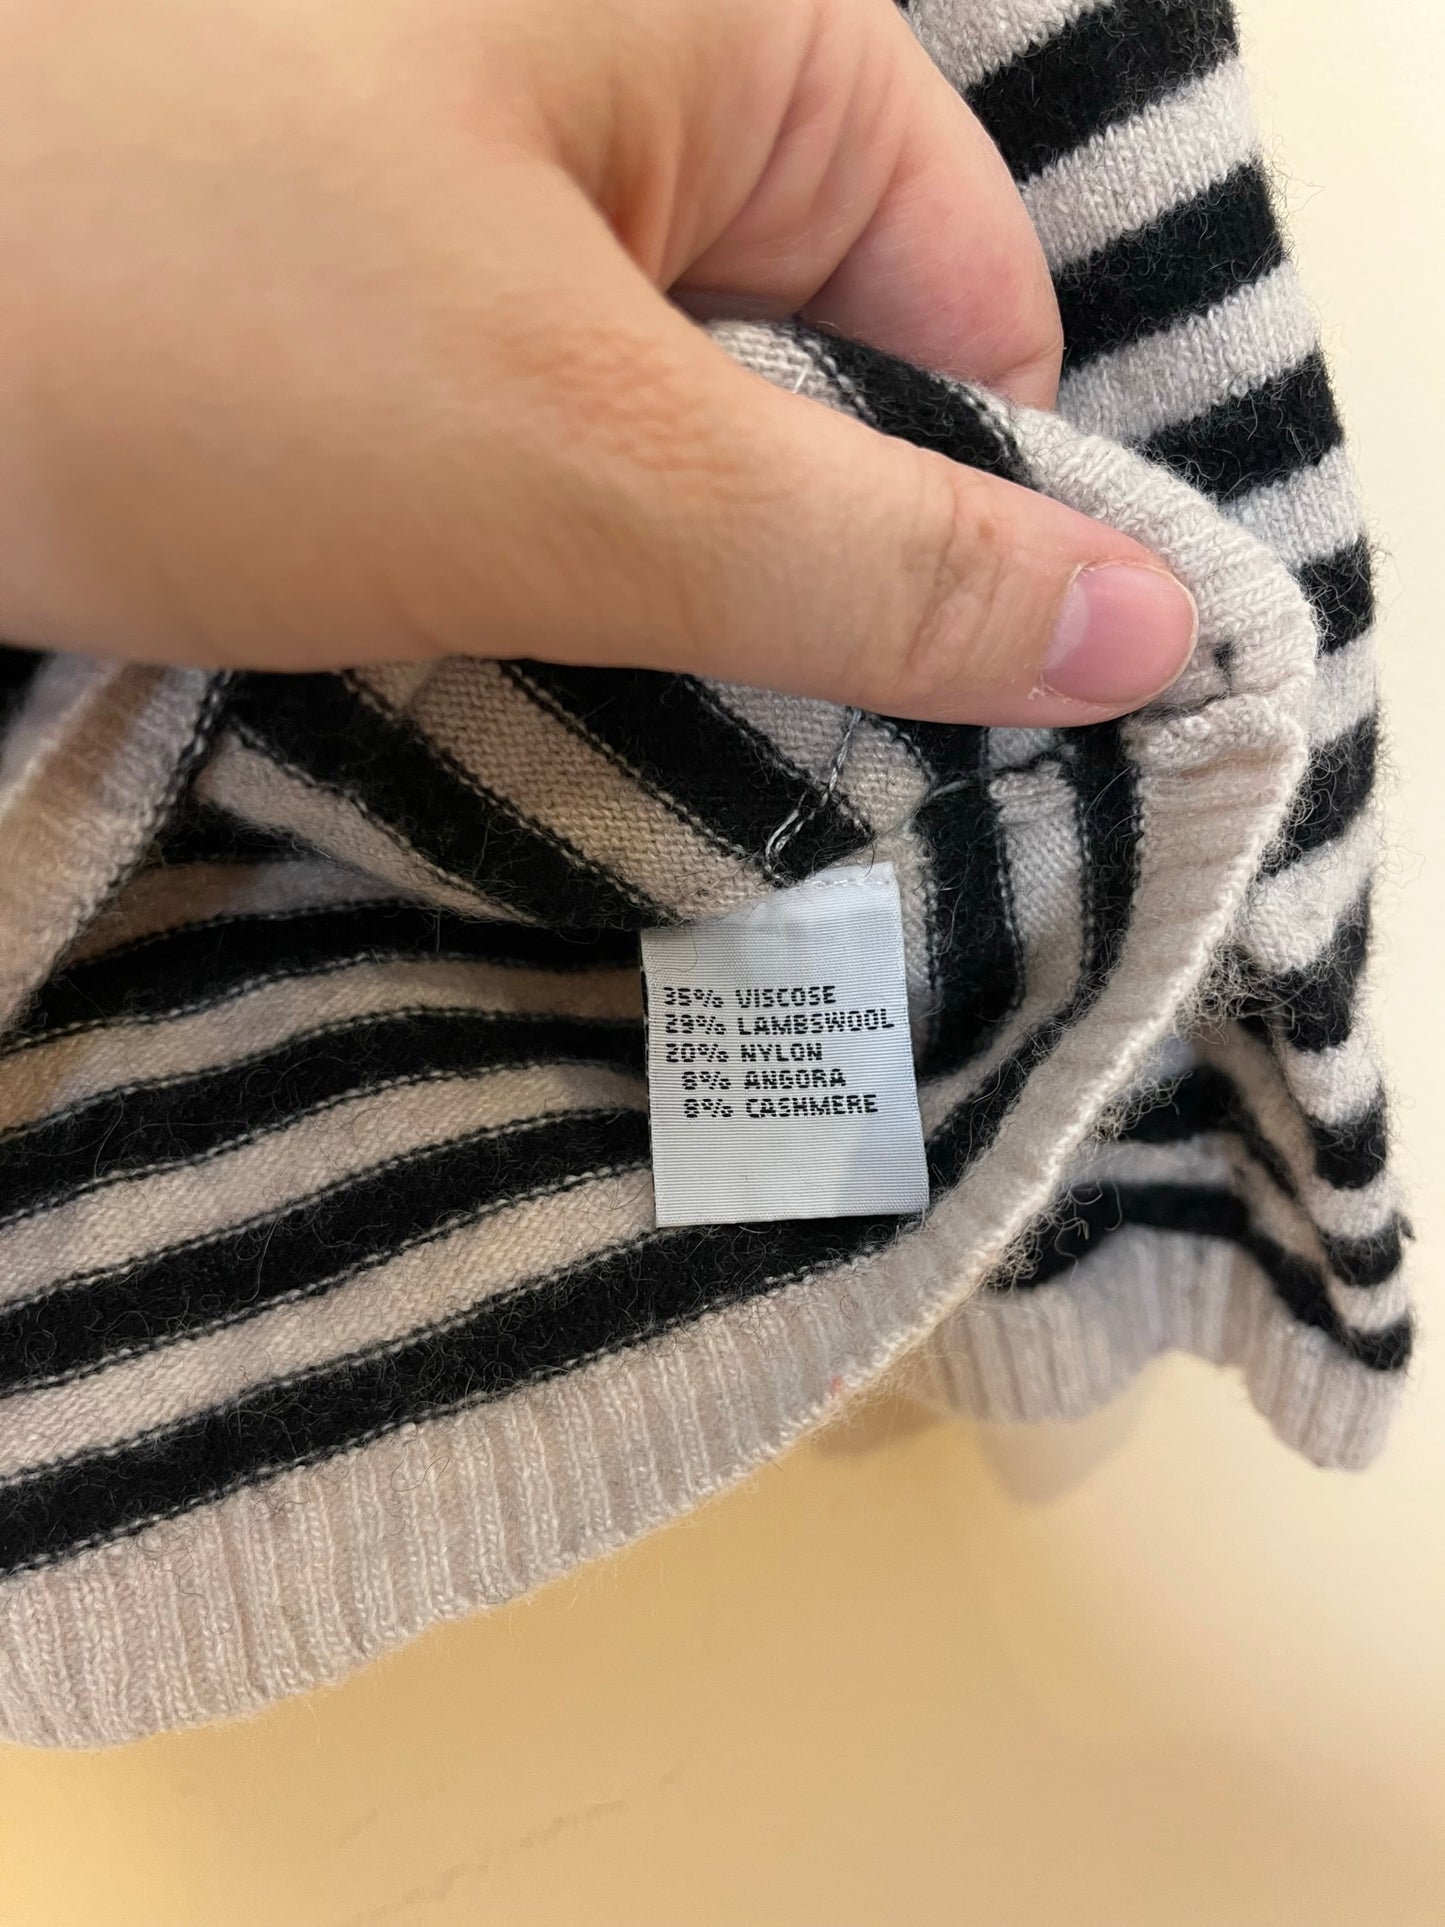 35% VISCOSE
29% LAMBSWOOL
20% NYLON
8% ANGORA
8% CASHMERE